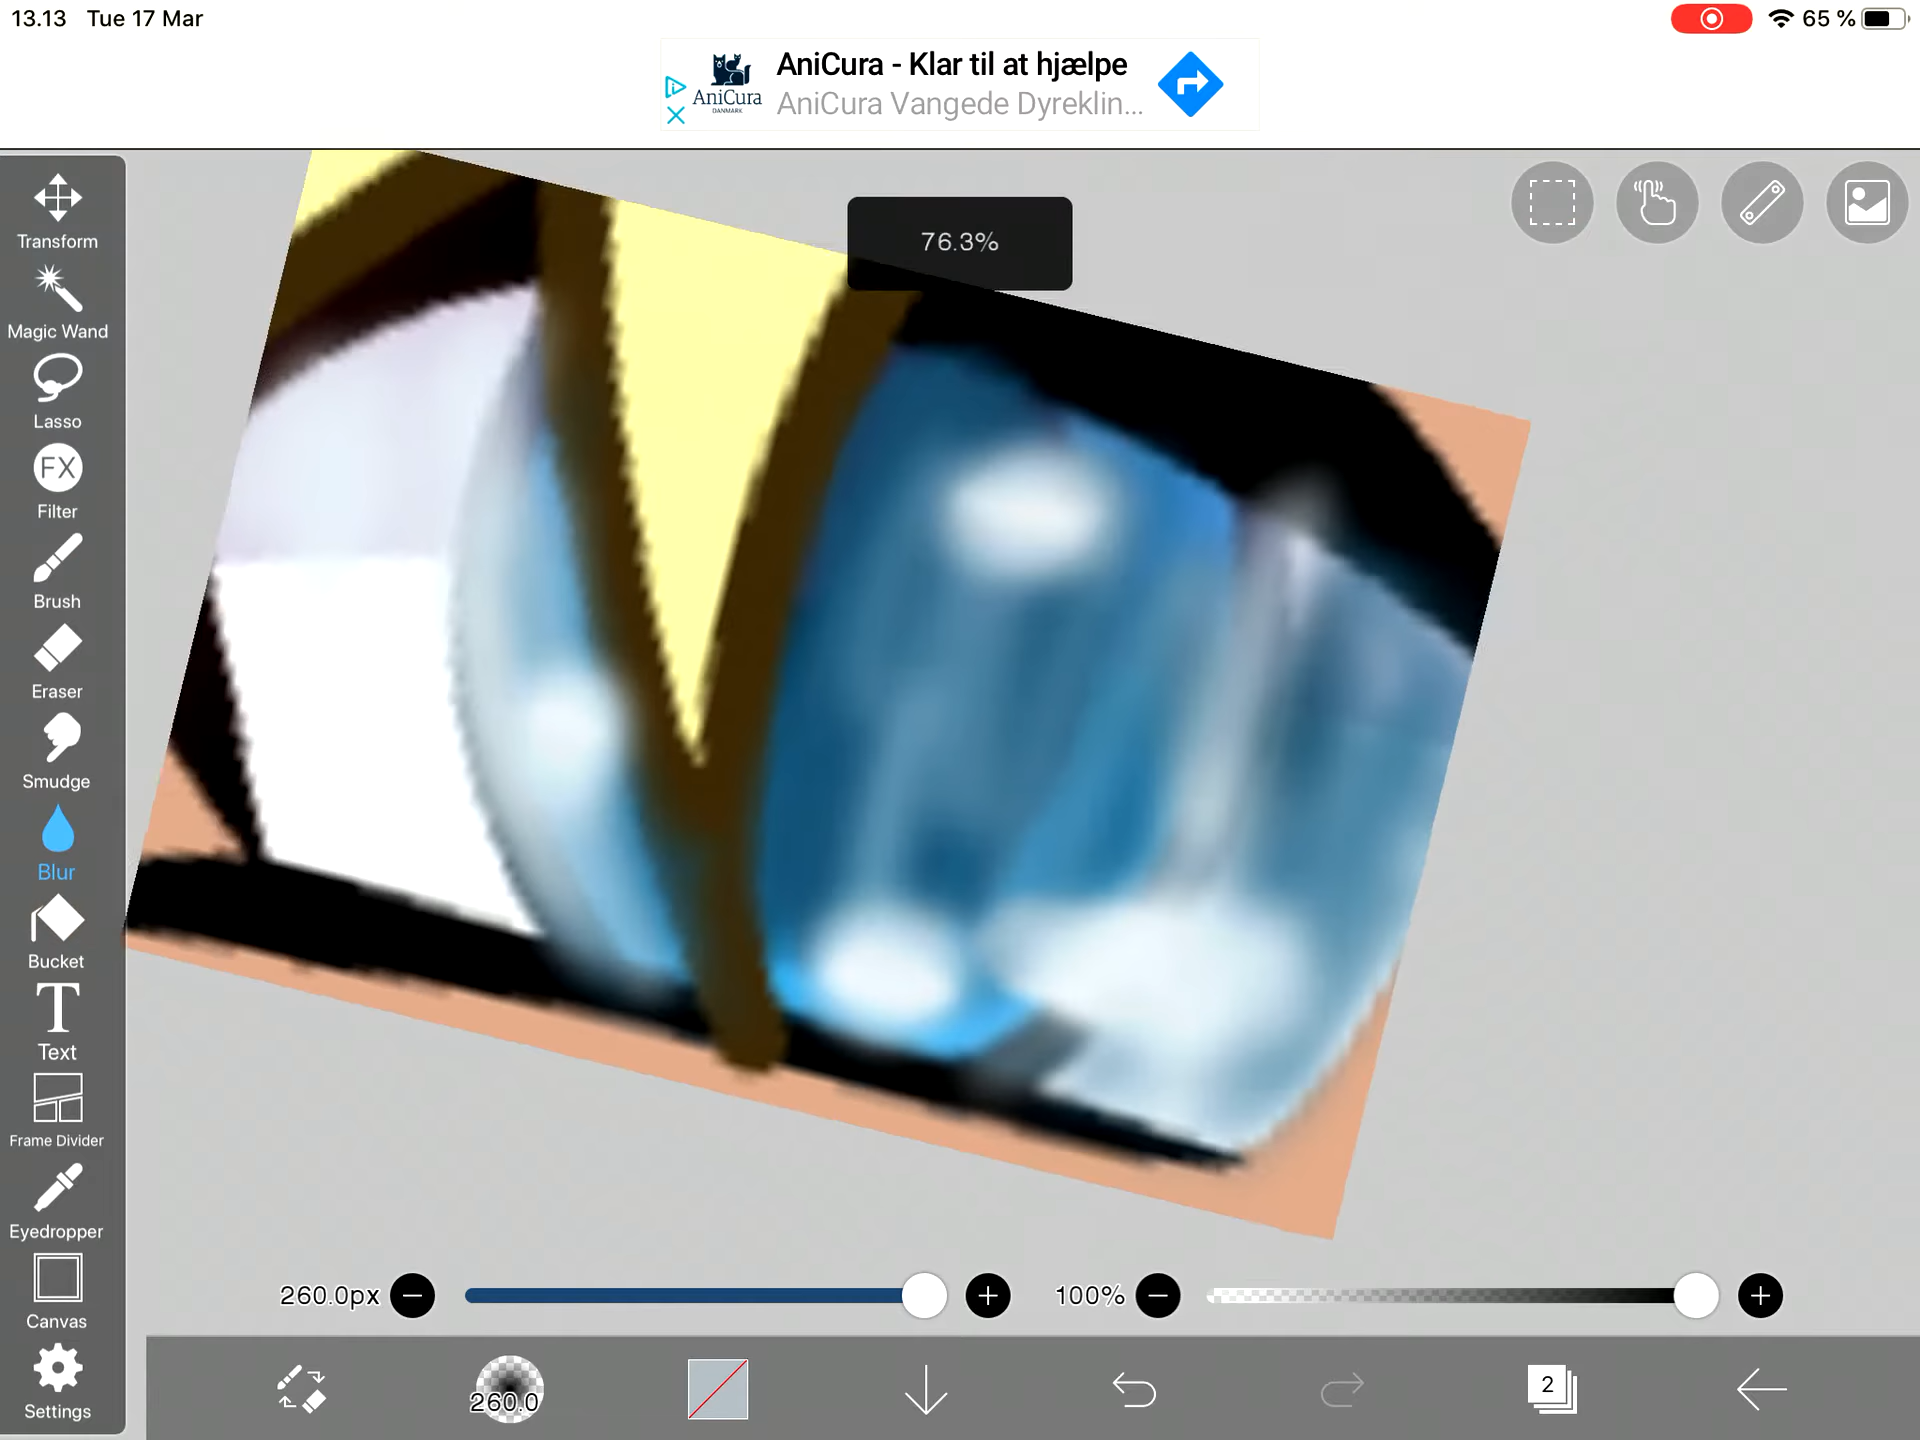 13.13 Tue 17 Mar
65 %
AniCura - Klar til at hjælpe
AniCura Vangede Dyreklin...
AniCura
DANMARK
76.3%
Transform
Magic Wand
Lasso
FX
Filter
Brush
Eraser
Smudge
Blur
Bucket
T
Text
Frame Divider
Eyedropper
Canvas
Settings
260.0px
100%
260.0
2